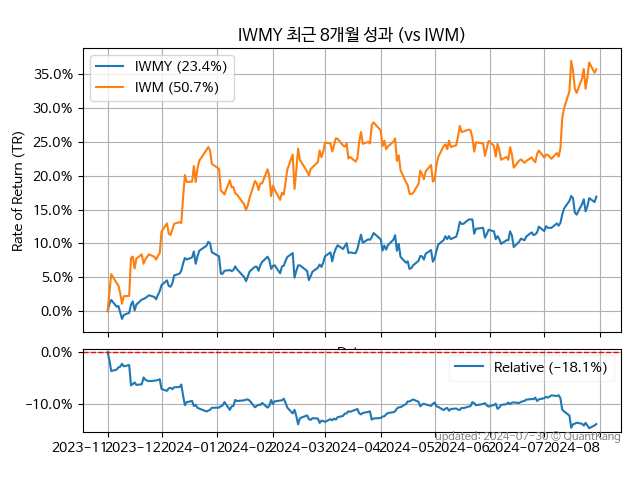 IWMY 최근 8개월 성과 (vs IWM)
IWMY (23.4%)
IWM (50.7%)
Rate of Return (TR)
35.0%
30.0%
25.0%
20.0%
15.0%
10.0%
5.0%
0.0%
0.0%
-10.0%
Relative (-18.1%)
updated: 2024-07-30 © QuantKang
2023-11 2023-12 2024-01 2024-02 2024-03 2024-04 2024-05 2024-06 2024-07 2024-08